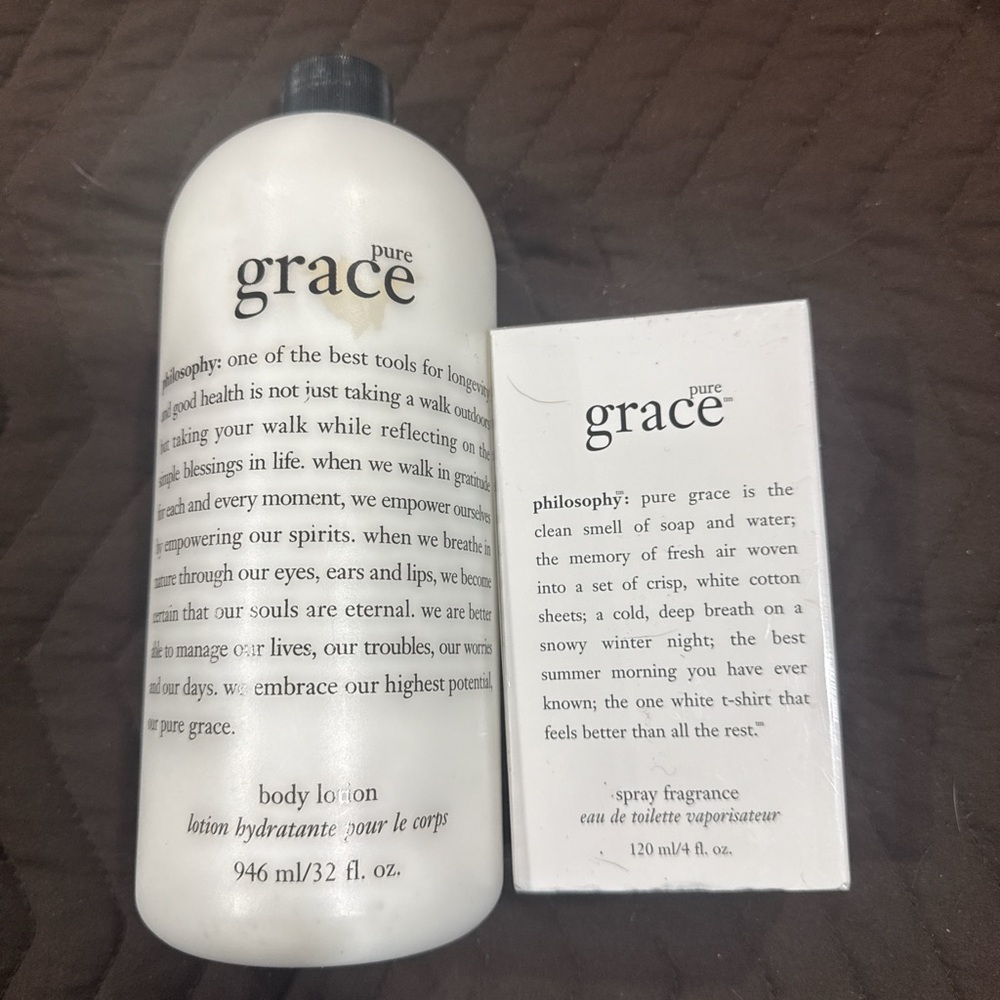 pure
grace
philosophy: one of the best tools for longevity
and good health is not just taking a walk outdoors
but taking your walk while reflecting on the
simple blessings in life. when we walk in gratitude
for each and every moment, we empower ourselves
by empowering our spirits. when we breathe in
nature through our eyes, ears and lips, we become
certain that our souls are eternal. we are better
able to manage our lives, our troubles, our worries
and our days. we embrace our highest potential,
our pure grace.
body lotion
lotion hydratante pour le corps
946 ml/32 fl. oz.
pure
grace™
philosophy™: pure grace is the
clean smell of soap and water;
the memory of fresh air woven
into a set of crisp, white cotton
sheets; a cold, deep breath on a
snowy winter night; the best
summer morning you have ever
known; the one white t-shirt that
feels better than all the rest.™
spray fragrance
eau de toilette vaporisateur
120 ml/4 fl. oz.